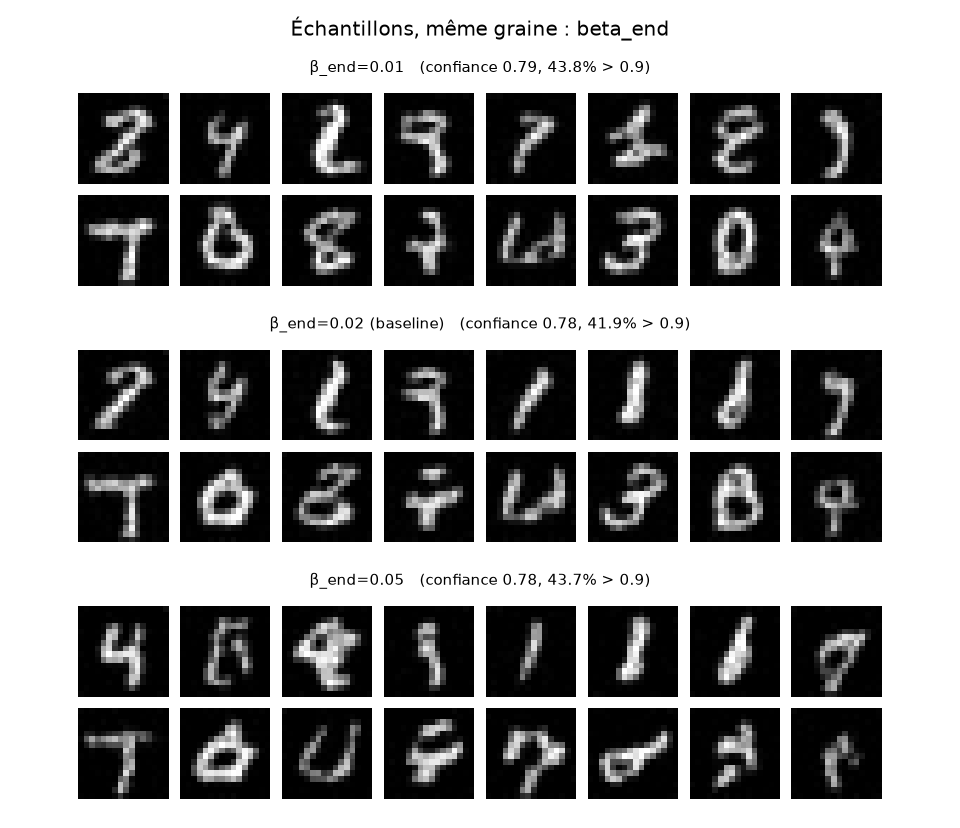 Échantillons, même graine : beta_end
β_end=0.01 (confiance 0.79, 43.8% > 0.9)
β_end=0.02 (baseline) (confiance 0.78, 41.9% > 0.9)
β_end=0.05 (confiance 0.78, 43.7% > 0.9)